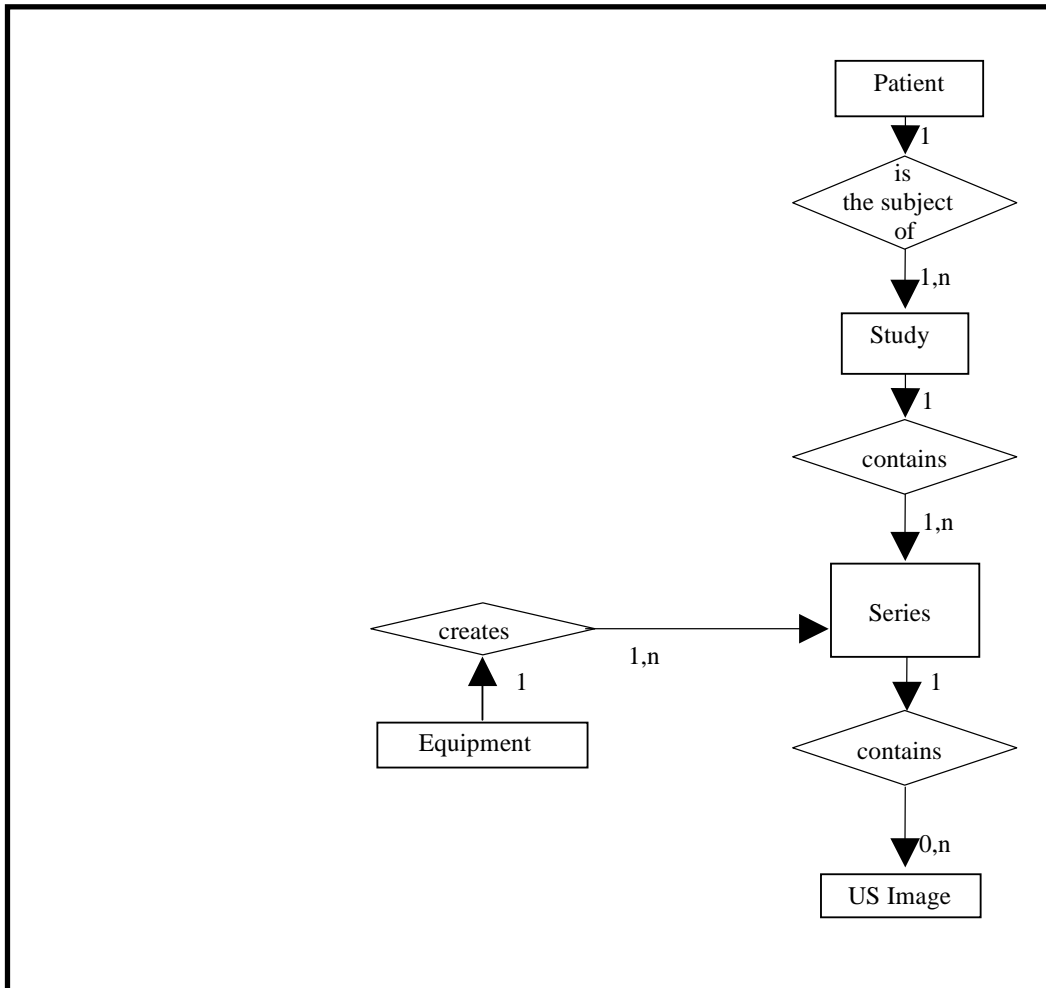 Patient
1
is
the subject
of
1,n
Study
1
contains
1,n
Series
creates
1,n
1
1
Equipment
contains
0,n
US Image